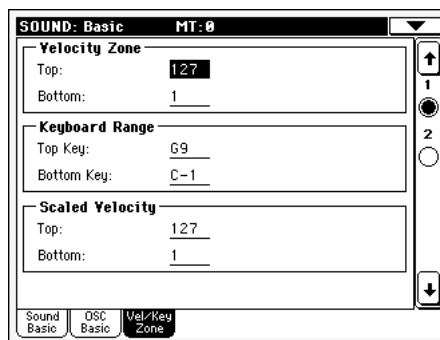 SOUND: Basic MT:0
Velocity Zone
Top: 127
Bottom: 1
1
Keyboard Range
2
Top Key: G9
Bottom Key: C-1
Scaled Velocity
Top: 127
Bottom: 1
Sound Basic
OSC Basic
Vel/Key Zone